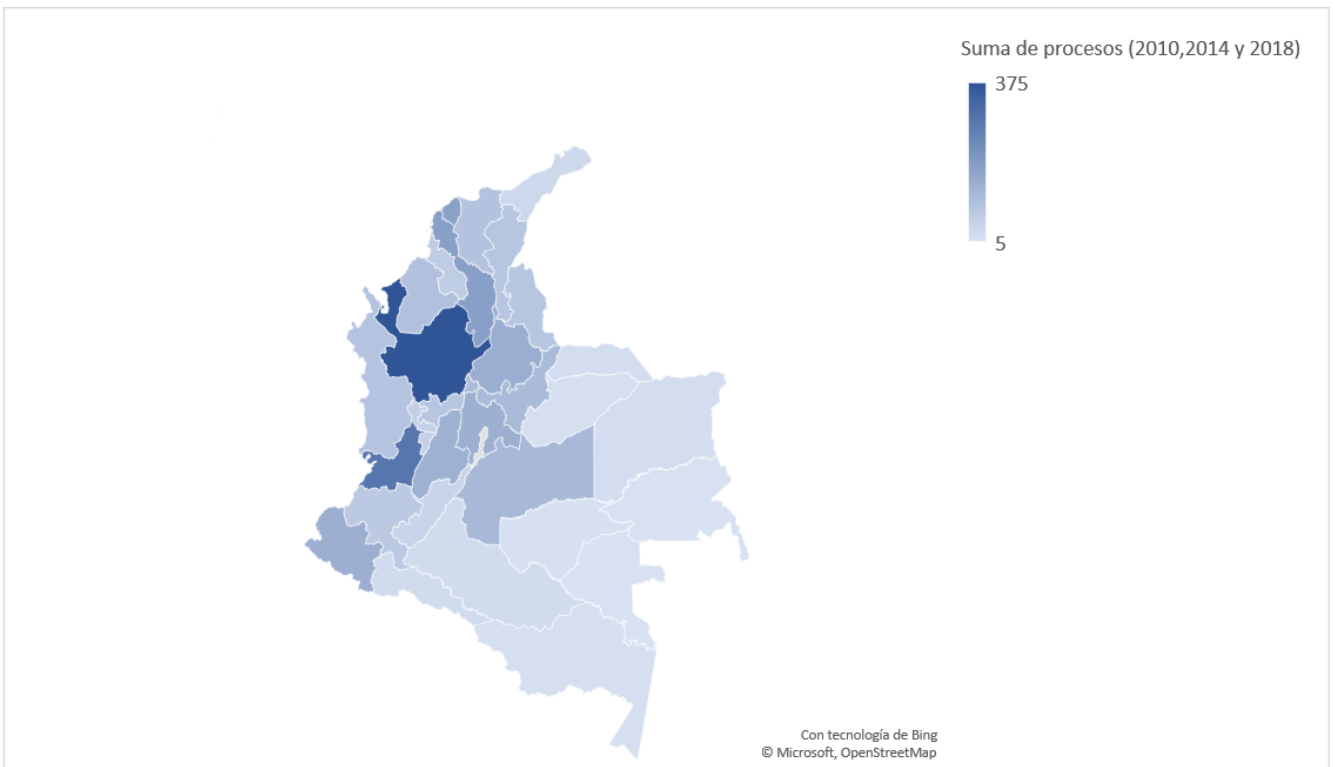 Suma de procesos (2010,2014 y 2018)
375
5
Con tecnología de Bing
© Microsoft, OpenStreetMap